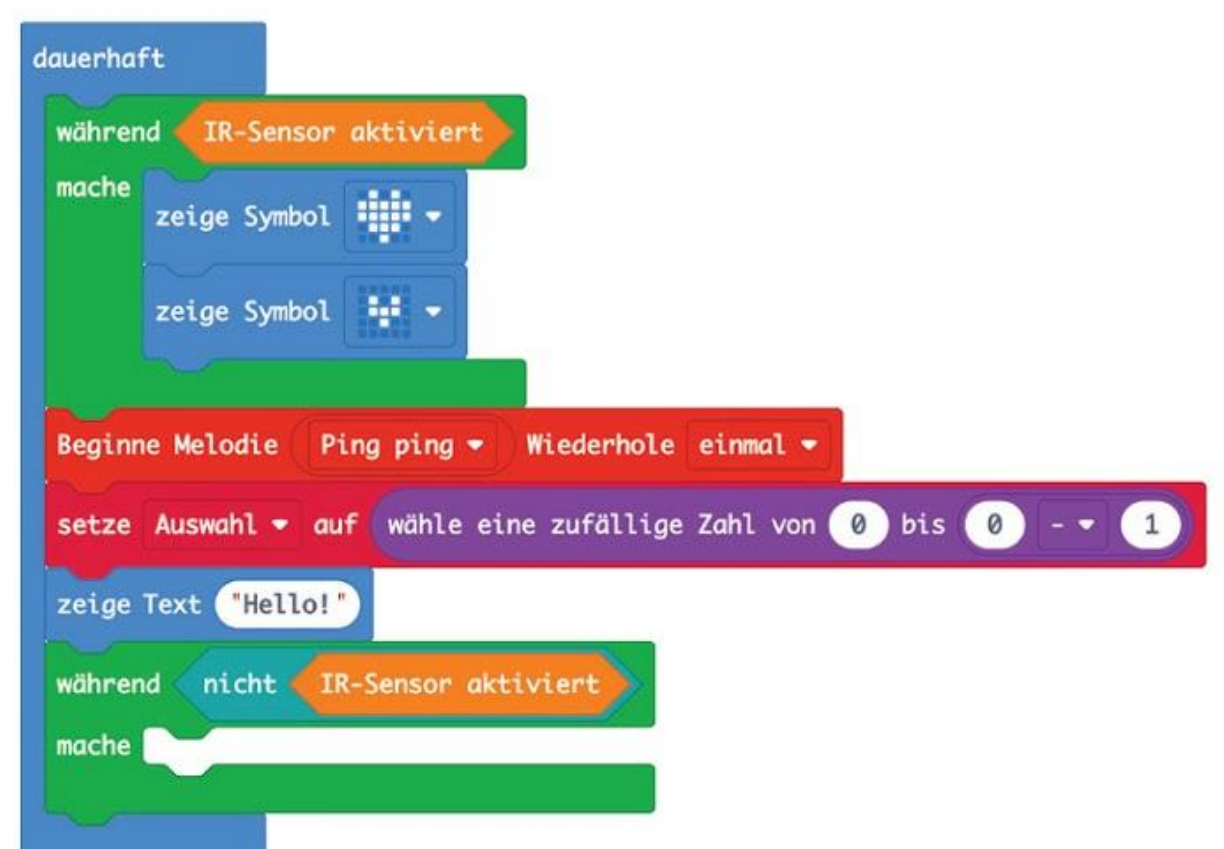 dauerhaft
während IR-Sensor aktiviert
mache
zeige Symbol
zeige Symbol
Beginne Melodie Ping ping Wiederhole einmal
setze Auswahl auf wähle eine zufällige Zahl von 0 bis 0 - 1
zeige Text "Hello!"
während nicht IR-Sensor aktiviert
mache